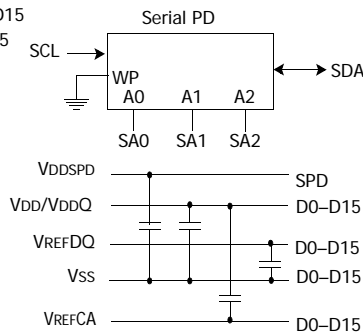 D15
Serial PD
5
SCL
SDA
WP
A0 A1 A2
SA0 SA1 SA2
VDDSPD SPD
VDD/VDDQ D0–D15
VREFDQ D0–D15
VSS D0–D15
VREFCA D0–D15